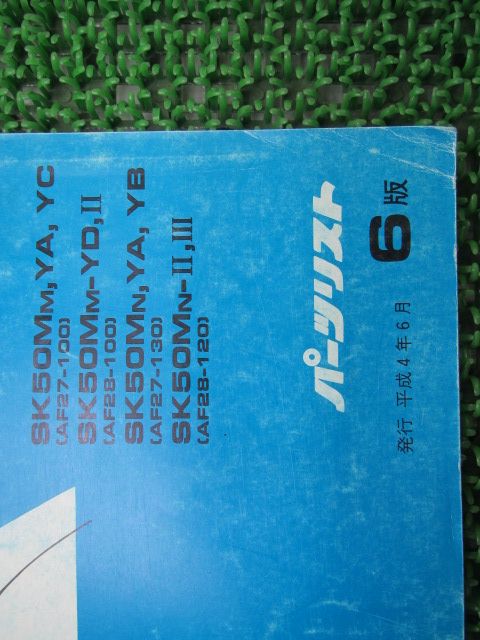 SK50MM,YA,YC
(AF27-100)
SK50MM-YD,II
(AF28-100)
SK50MN,YA,YB
(AF27-130)
SK50MN-II,III
(AF28-120)
パーツリスト
6版
発行 平成4年6月